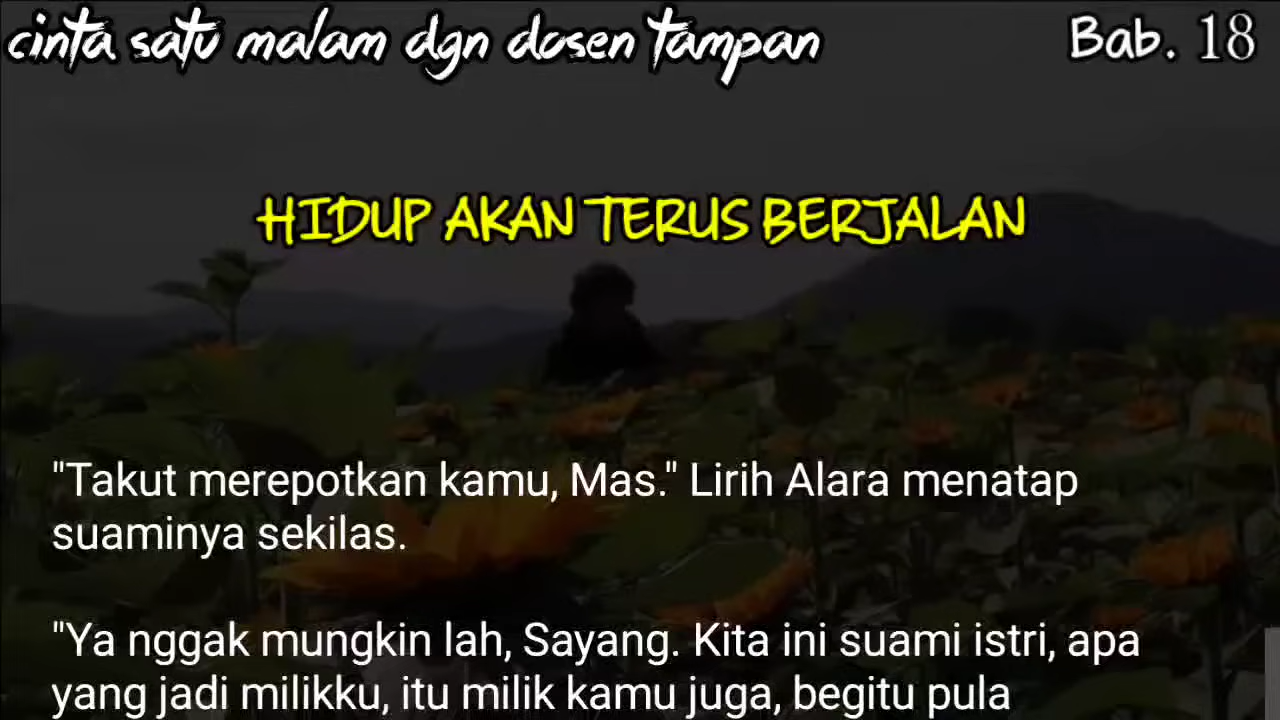 cinta satu malam dgn dosen tampan
Bab. 18
HIDUP AKAN TERUS BERJALAN
"Takut merepotkan kamu, Mas." Lirih Alara menatap
suaminya sekilas.
"Ya nggak mungkin lah, Sayang. Kita ini suami istri, apa
yang jadi milikku, itu milik kamu juga, begitu pula